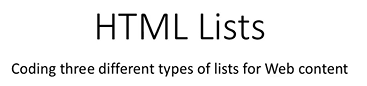 HTML Lists
Coding three different types of lists for Web content